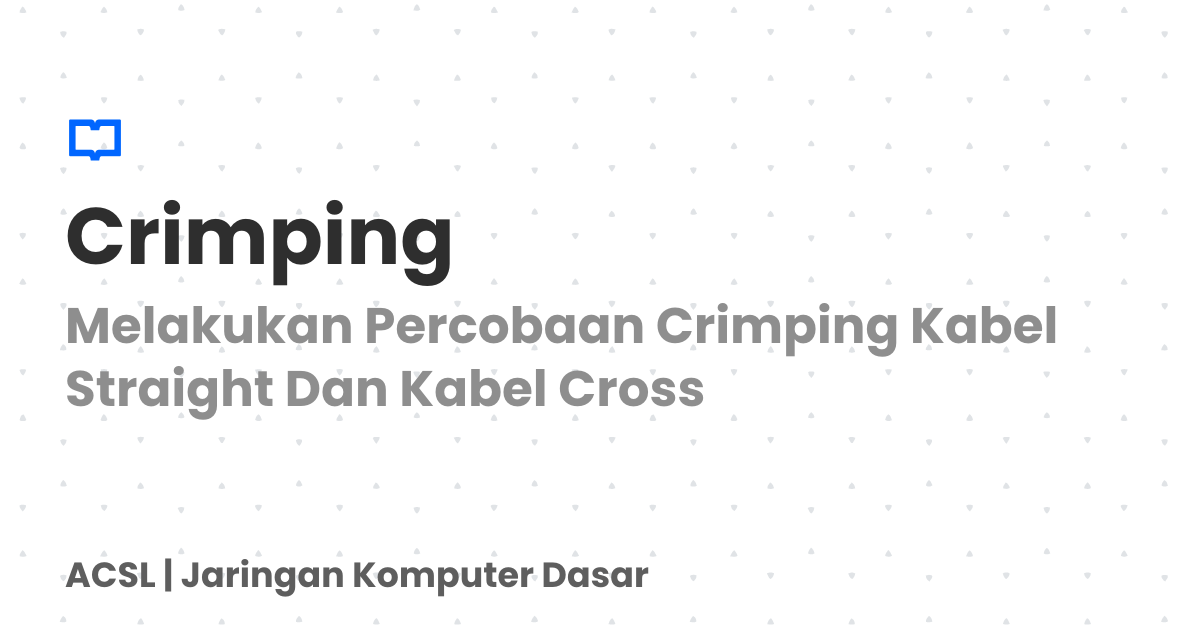 Crimping
Melakukan Percobaan Crimping Kabel
Straight Dan Kabel Cross
ACSL | Jaringan Komputer Dasar